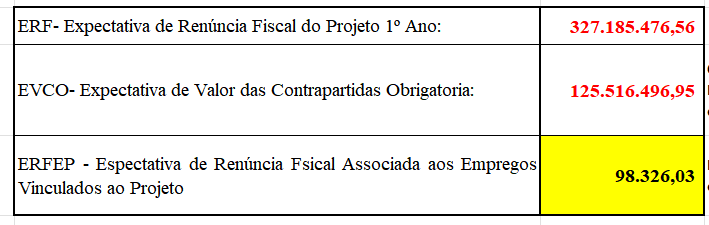 ERF- Expectativa de Renúncia Fiscal do Projeto 1º Ano: 327.185.476,56
EVCO- Expectativa de Valor das Contrapartidas Obrigatoria: 125.516.496,95
ERFEP - Espectativa de Renúncia Fsical Associada aos Empregos
Vinculados ao Projeto 98.326,03